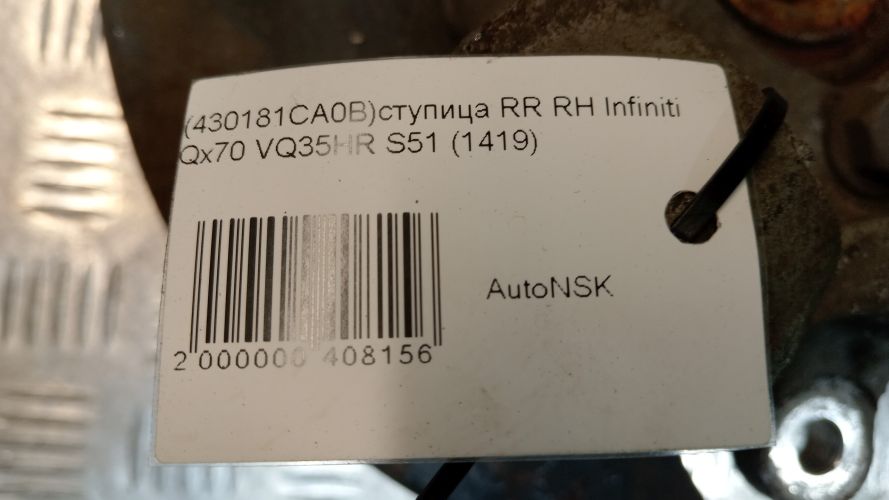 (430181CA0B)ступица RR RH Infiniti
Qx70 VQ35HR S51 (1419)
AutoNSK
2 000000 408156